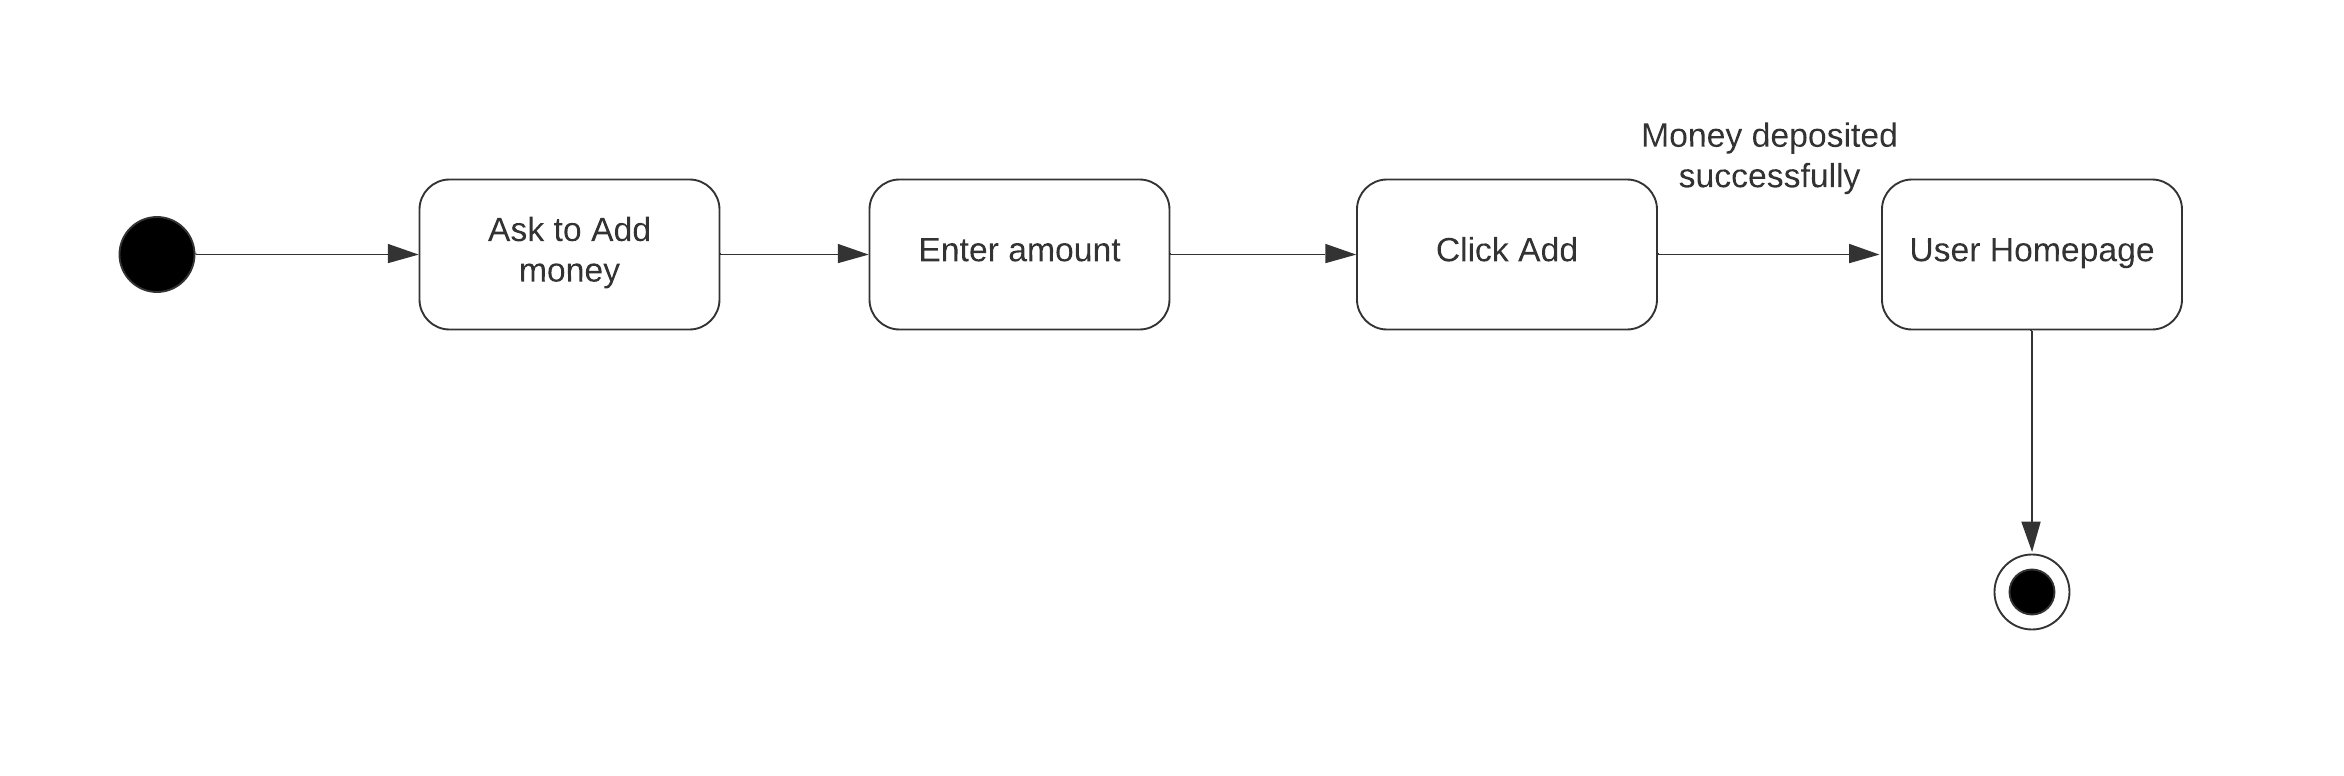 Money deposited
successfully
Ask to Add
money
Enter amount
Click Add
User Homepage